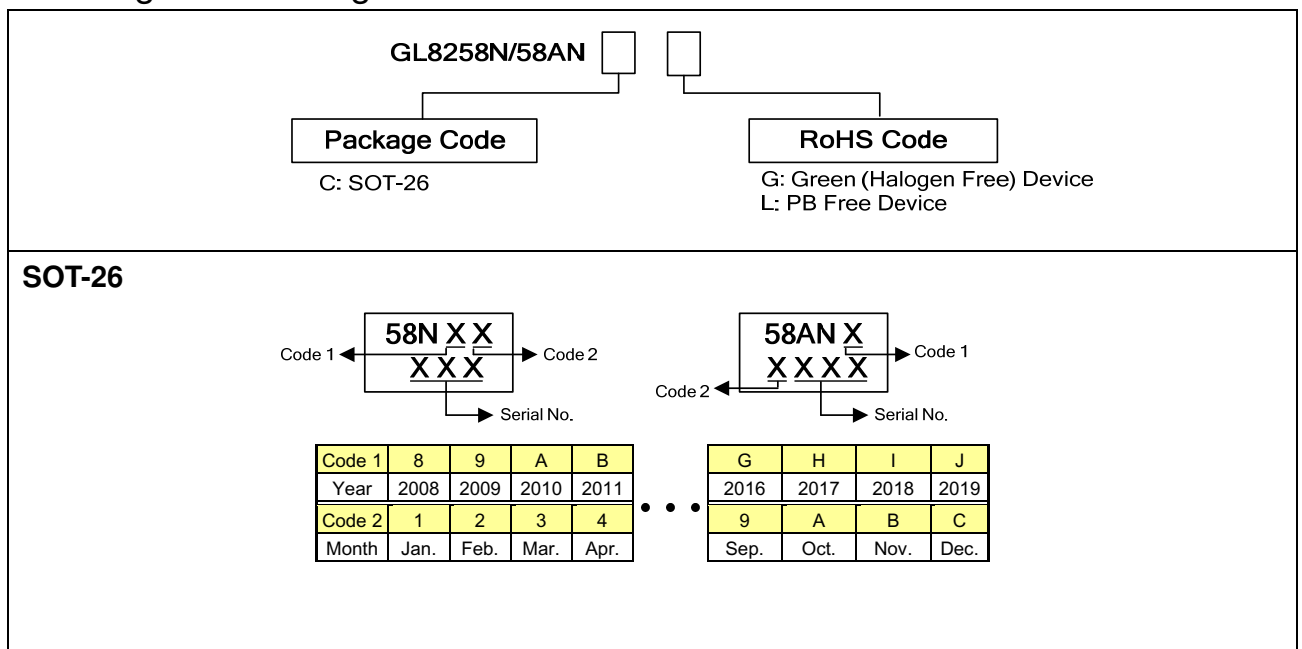 GL8258N/58AN
Package Code
RoHS Code
C: SOT-26
G: Green (Halogen Free) Device
L: PB Free Device
SOT-26
58N X X
X X X
Code 1
Code 2
Serial No.
58AN X
X X X X
Code 1
Code 2
Serial No.
Code 1 8 9 A B G H I J
Year 2008 2009 2010 2011 2016 2017 2018 2019
Code 2 1 2 3 4 9 A B C
Month Jan. Feb. Mar. Apr. Sep. Oct. Nov. Dec.